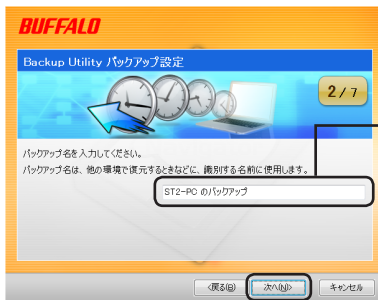 BUFFALO
Backup Utility バックアップ設定
2/7
バックアップ名を入力してください。
バックアップ名は、他の環境で復元するときなどに、識別する名前に使用します。
ST2-PC のバックアップ
<戻る(B) 次へ(N)> キャンセル